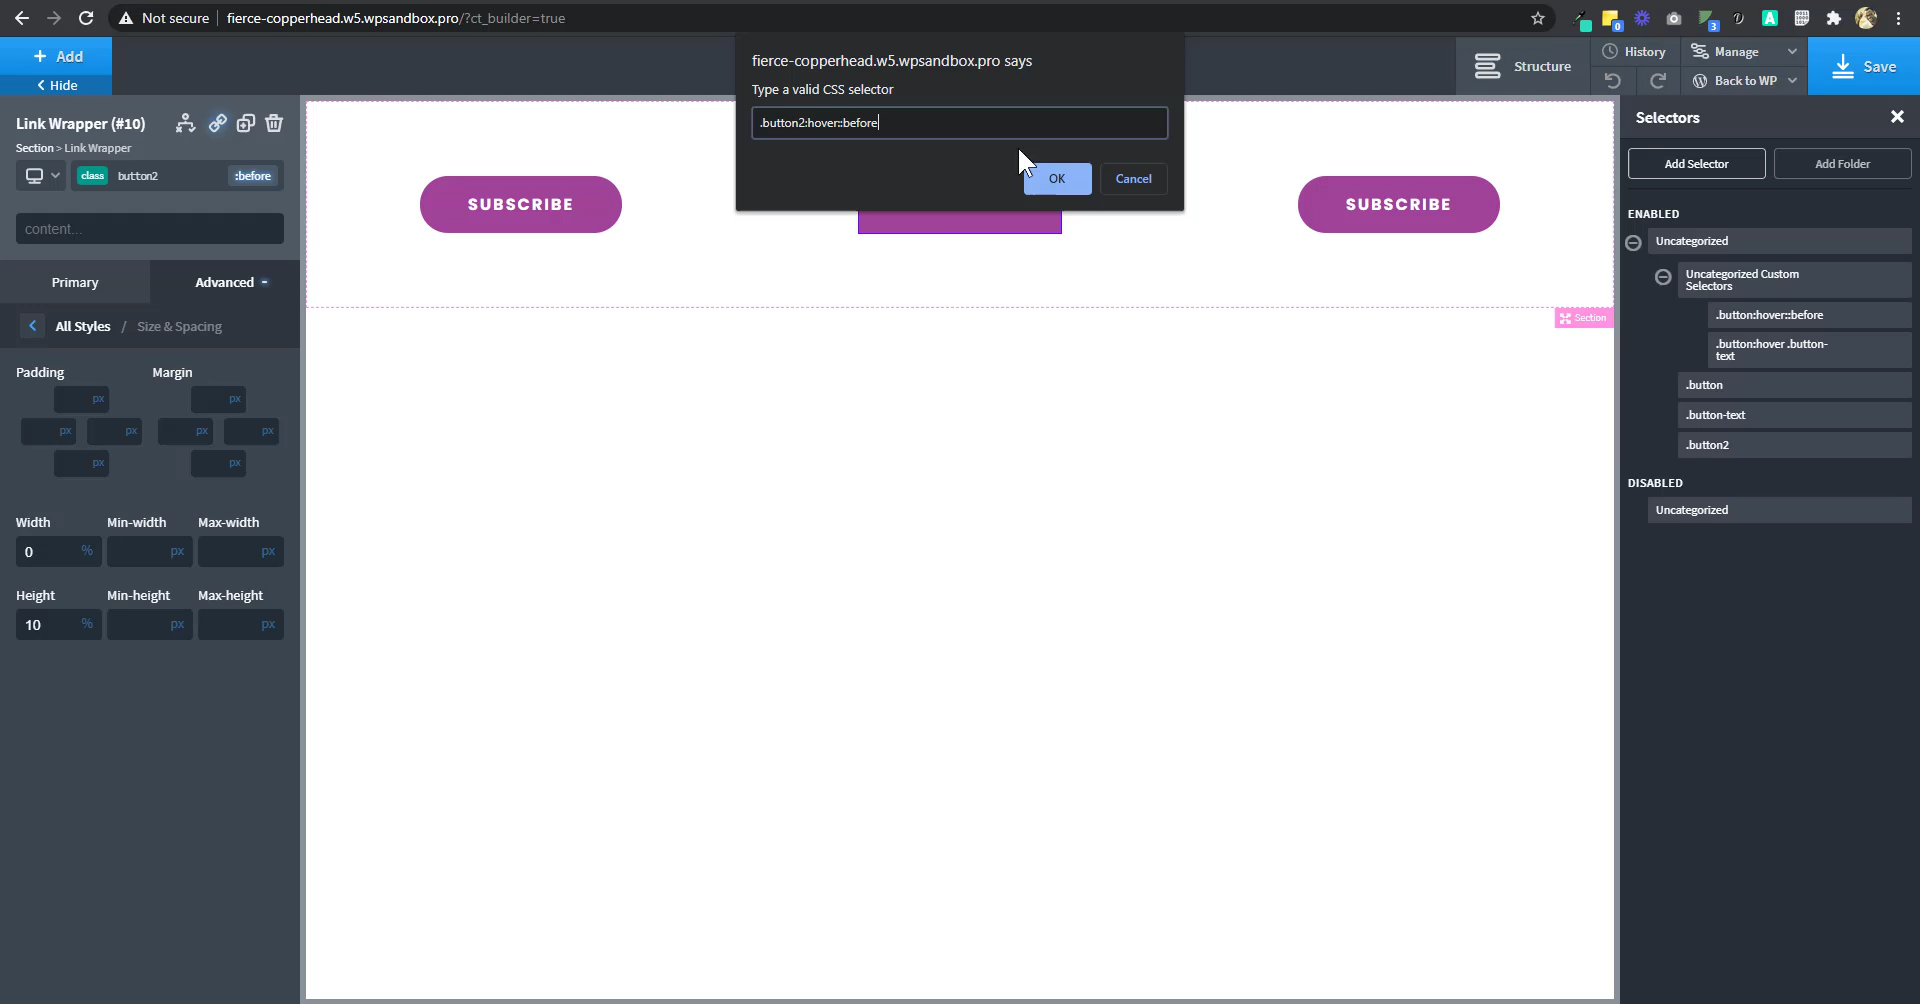 Not secure
fierce-copperhead.w5.wpsandbox.pro/?ct_builder=true
0
3
A
+ Add
Hide
fierce-copperhead.w5.wpsandbox.pro says
Type a valid CSS selector
.button2:hover::before
OK
Cancel
Structure
History
Manage
Back to WP
Save
Link Wrapper (#10)
Section > Link Wrapper
class button2 :before
content...
Primary
Advanced
All Styles / Size & Spacing
Padding
Margin
px
px
px
px
px
px
px
px
Width
Min-width
Max-width
0 %
px
px
Height
Min-height
Max-height
10 %
px
px
SUBSCRIBE
SUBSCRIBE
Section
Selectors
Add Selector
Add Folder
ENABLED
Uncategorized
Uncategorized Custom
Selectors
.button:hover::before
.button:hover .button-
text
.button
.button-text
.button2
DISABLED
Uncategorized